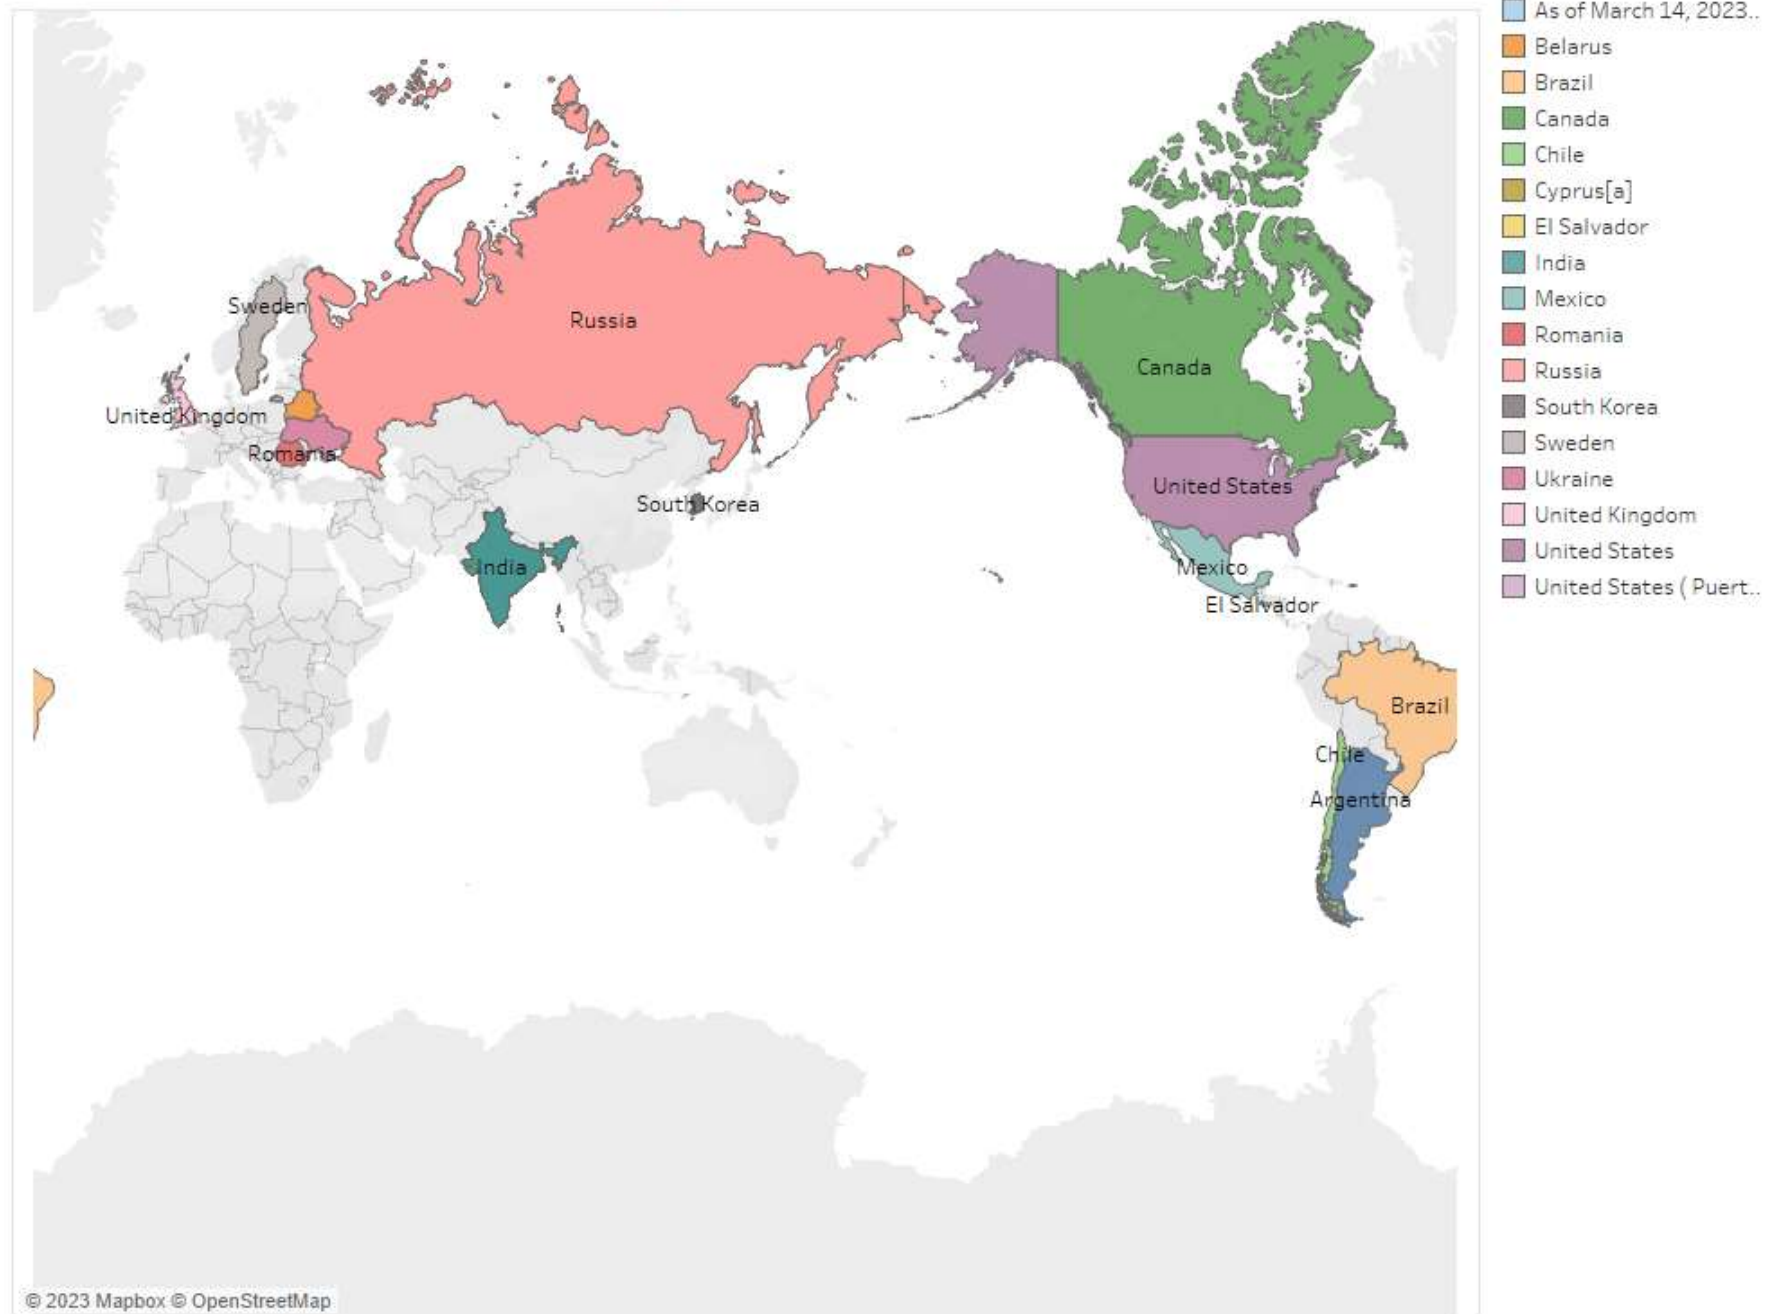 Sweden
Russia
Canada
United Kingdom
Romania
United States
South Korea
India
Mexico
El Salvador
Brazil
Chile
Argentina
© 2023 Mapbox © OpenStreetMap
As of March 14, 2023..
Belarus
Brazil
Canada
Chile
Cyprus[a]
El Salvador
India
Mexico
Romania
Russia
South Korea
Sweden
Ukraine
United Kingdom
United States
United States ( Puert..